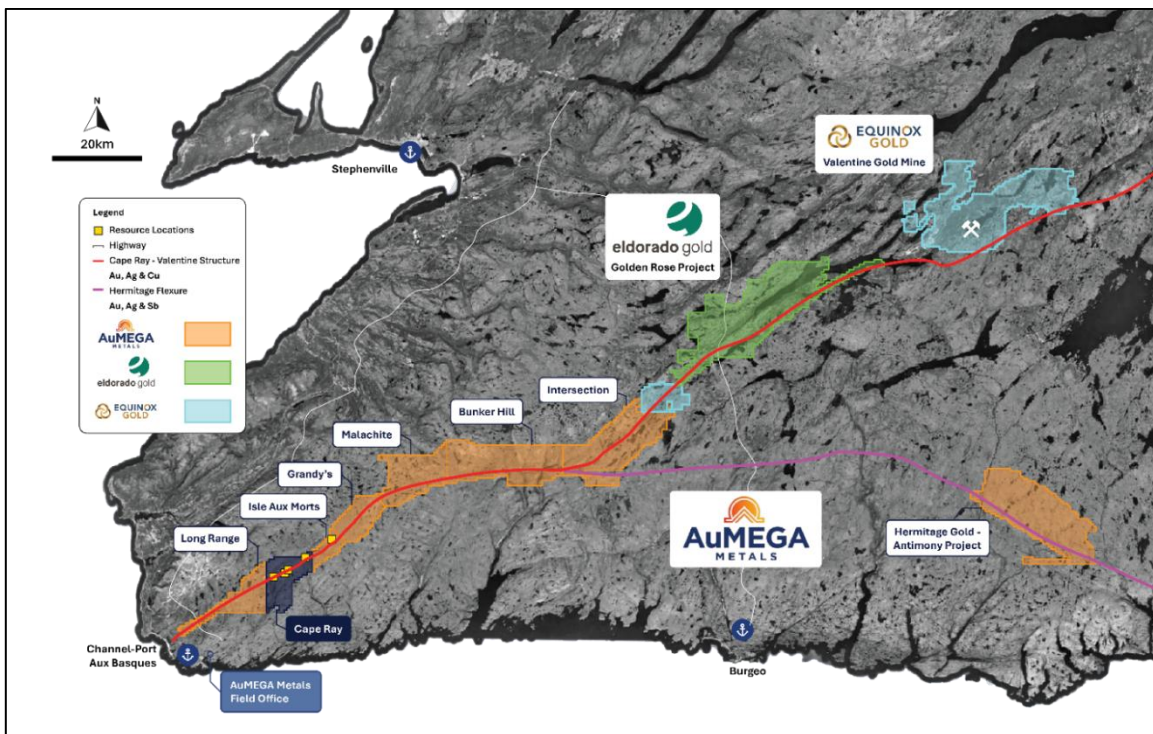 N
20km
Stephenville
EQUINOX
GOLD
Valentine Gold Mine
eldorado gold
Golden Rose Project
Legend
Resource Locations
Highway
Cape Ray - Valentine Structure
Au, Ag & Cu
Hermitage Flexure
Au, Ag & Sb
AuMEGA
METALS
eldorado gold
EQUINOX
GOLD
Intersection
Bunker Hill
Malachite
Grandy's
Isle Aux Morts
Long Range
Cape Ray
AuMEGA
METALS
Hermitage Gold -
Antimony Project
Channel-Port
Aux Basques
AuMEGA Metals
Field Office
Burgeo